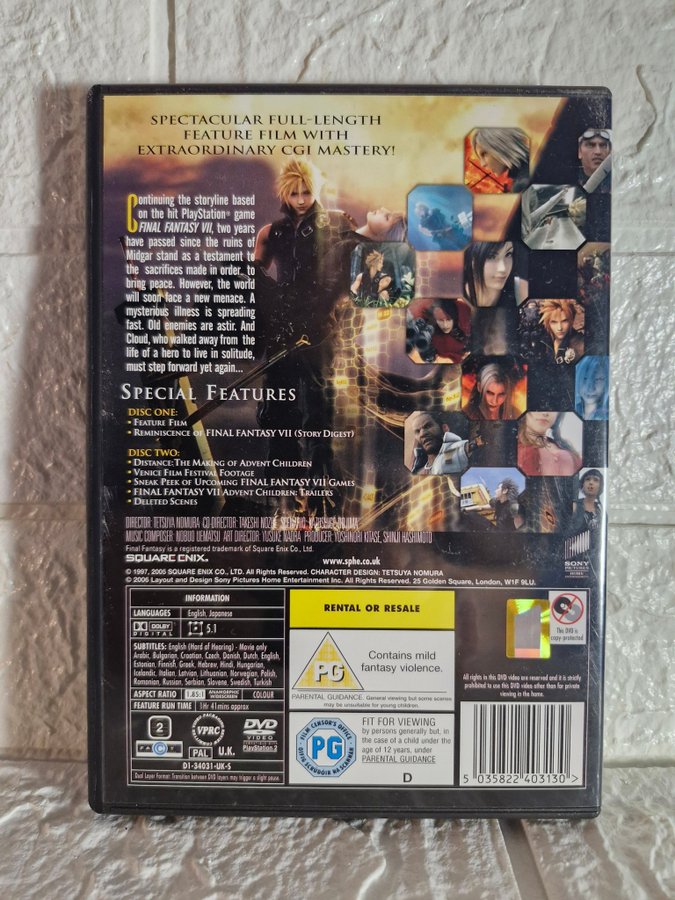 SPECTACULAR FULL-LENGTH
FEATURE FILM WITH
EXTRAORDINARY CGI MASTERY!
Continuing the storyline based
on the hit PlayStation® game
FINAL FANTASY VII, two years
have passed since the ruins of
Midgar stand as a testament to
the sacrifices made in order to
bring peace. However, the world
will soon face a new menace. A
mysterious illness is spreading
fast. Old enemies are astir. And
Cloud, who walked away from the
life of a hero to live in solitude,
must step forward yet again...
SPECIAL FEATURES
DISC ONE:
• FEATURE FILM
• REMINISCENCE OF FINAL FANTASY VII (STORY DIGEST)
DISC TWO:
• DISTANCE: THE MAKING OF ADVENT CHILDREN
• VENICE FILM FESTIVAL FOOTAGE
• SNEAK PEEK OF UPCOMING FINAL FANTASY VII GAMES
• FINAL FANTASY VII ADVENT CHILDREN: TRAILERS
• DELETED SCENES
DIRECTOR: TETSUYA NOMURA CO-DIRECTOR: TAKESHI NOZUE SCENARIO: KAZUSHIGE NOJIMA
MUSIC COMPOSER: NOBUO UEMATSU ART DIRECTOR: YUSUKE NAORA PRODUCER: YOSHINORI KITASE, SHINJI HASHIMOTO
Final Fantasy is a registered trademark of Square Enix Co., Ltd.
SQUARE ENIX.
www.sphe.co.uk
SONY
PICTURES
HOME
© 1997, 2005 SQUARE ENIX CO., LTD. All Rights Reserved. CHARACTER DESIGN: TETSUYA NOMURA
© 2006 Layout and Design Sony Pictures Home Entertainment Inc. All Rights Reserved. 25 Golden Square, London, W1F 9LU.
INFORMATION
LANGUAGES English, Japanese
DOLBY
DIGITAL
5.1
SUBTITLES: English (Hard of Hearing) - Movie only
Arabic, Bulgarian, Croatian, Czech, Danish, Dutch, English,
Estonian, Finnish, Greek, Hebrew, Hindi, Hungarian,
Icelandic, Italian, Latvian, Lithuanian, Norwegian, Polish,
Romanian, Russian, Serbian, Slovene, Swedish, Turkish
ASPECT RATIO 1.85:1 ANAMORPHIC WIDESCREEN COLOUR
FEATURE RUN TIME 1Hr 41mins approx
2
FACT
VPRC
PAL
U.K.
DVD
VIDEO
PlayStation 2
D1-34031-UK-S
Dual Layer Format: Transition between DVD layers may trigger a slight pause.
RENTAL OR RESALE
PG
Contains mild
fantasy violence.
PARENTAL GUIDANCE. General viewing but some scenes
may be unsuitable for young children
FILM CENSOR'S OFFICE
OIFIG SCRÚDÓIR NA SCANNÁN
PG
FIT FOR VIEWING
by persons generally but, in
the case of a child under the
age of 12 years, under
PARENTAL GUIDANCE
D
This DVD is
copy-protected
All rights in this DVD video are reserved and it is strictly
prohibited to use this DVD video other than for private
viewing in the home.
5 035822 403130 >